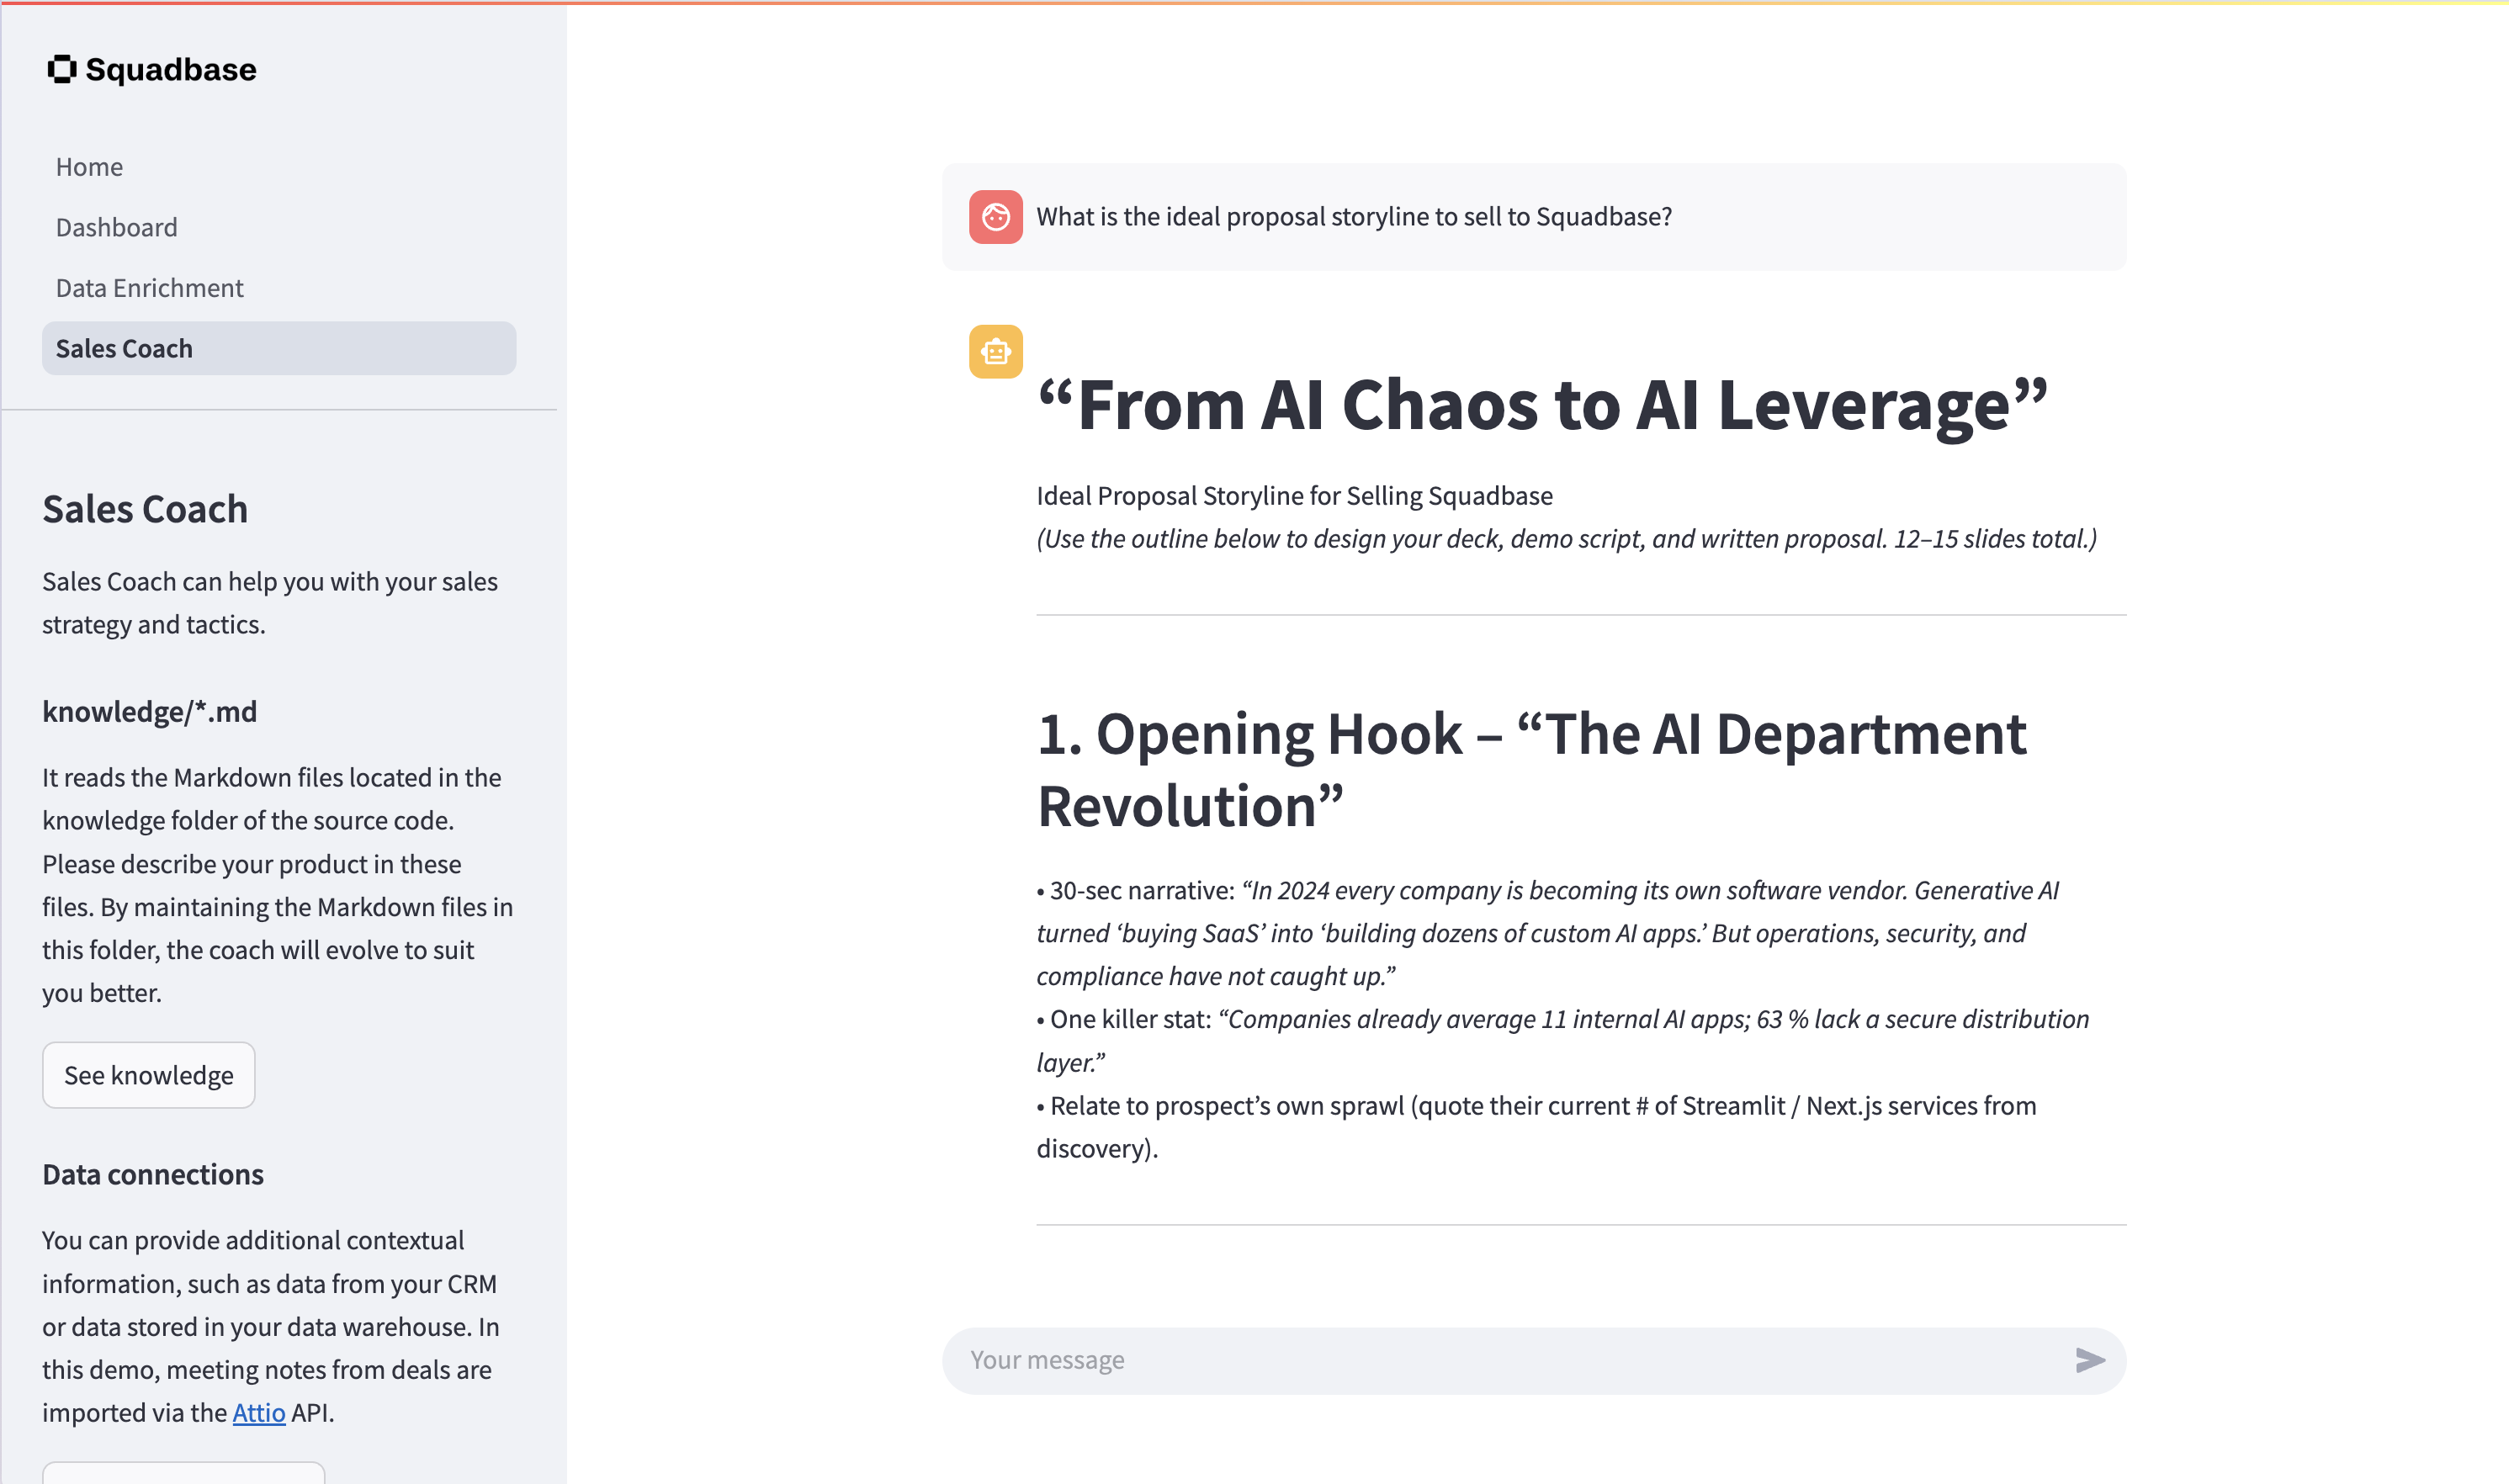 Squadbase
Home
Dashboard
Data Enrichment
Sales Coach
Sales Coach
Sales Coach can help you with your sales
strategy and tactics.
knowledge/*.md
It reads the Markdown files located in the
knowledge folder of the source code.
Please describe your product in these
files. By maintaining the Markdown files in
this folder, the coach will evolve to suit
you better.
See knowledge
Data connections
You can provide additional contextual
information, such as data from your CRM
or data stored in your data warehouse. In
this demo, meeting notes from deals are
imported via the Attio API.
What is the ideal proposal storyline to sell to Squadbase?
“From AI Chaos to AI Leverage”
Ideal Proposal Storyline for Selling Squadbase
(Use the outline below to design your deck, demo script, and written proposal. 12–15 slides total.)
1. Opening Hook – “The AI Department
Revolution”
• 30-sec narrative: “In 2024 every company is becoming its own software vendor. Generative AI
turned ‘buying SaaS’ into ‘building dozens of custom AI apps.’ But operations, security, and
compliance have not caught up.”
• One killer stat: “Companies already average 11 internal AI apps; 63 % lack a secure distribution
layer.”
• Relate to prospect’s own sprawl (quote their current # of Streamlit / Next.js services from
discovery).
Your message